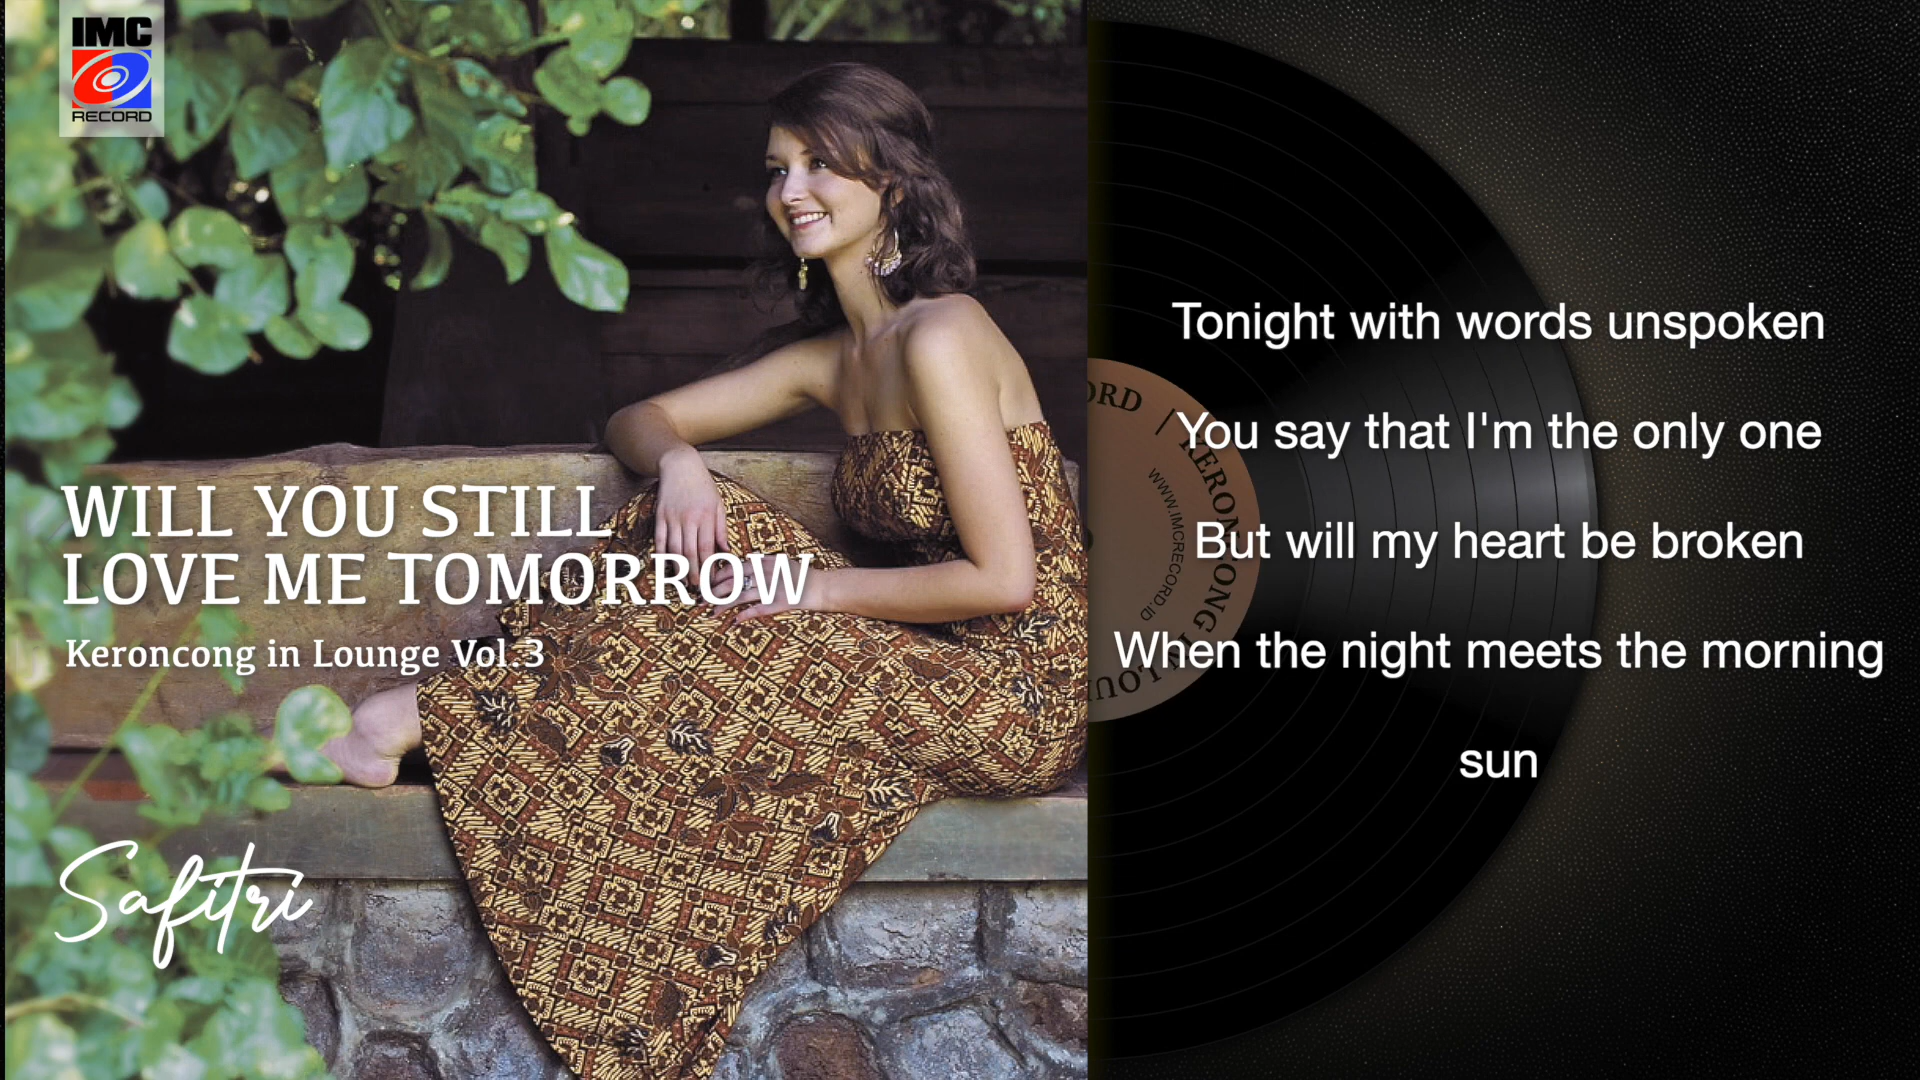 IMC
RECORD
WILL YOU STILL
LOVE ME TOMORROW
Keroncong in Lounge Vol.3
Safitri
Tonight with words unspoken
You say that I'm the only one
But will my heart be broken
When the night meets the morning
sun
ORD | KERONCONG
WWW.IMCRECORD.ID